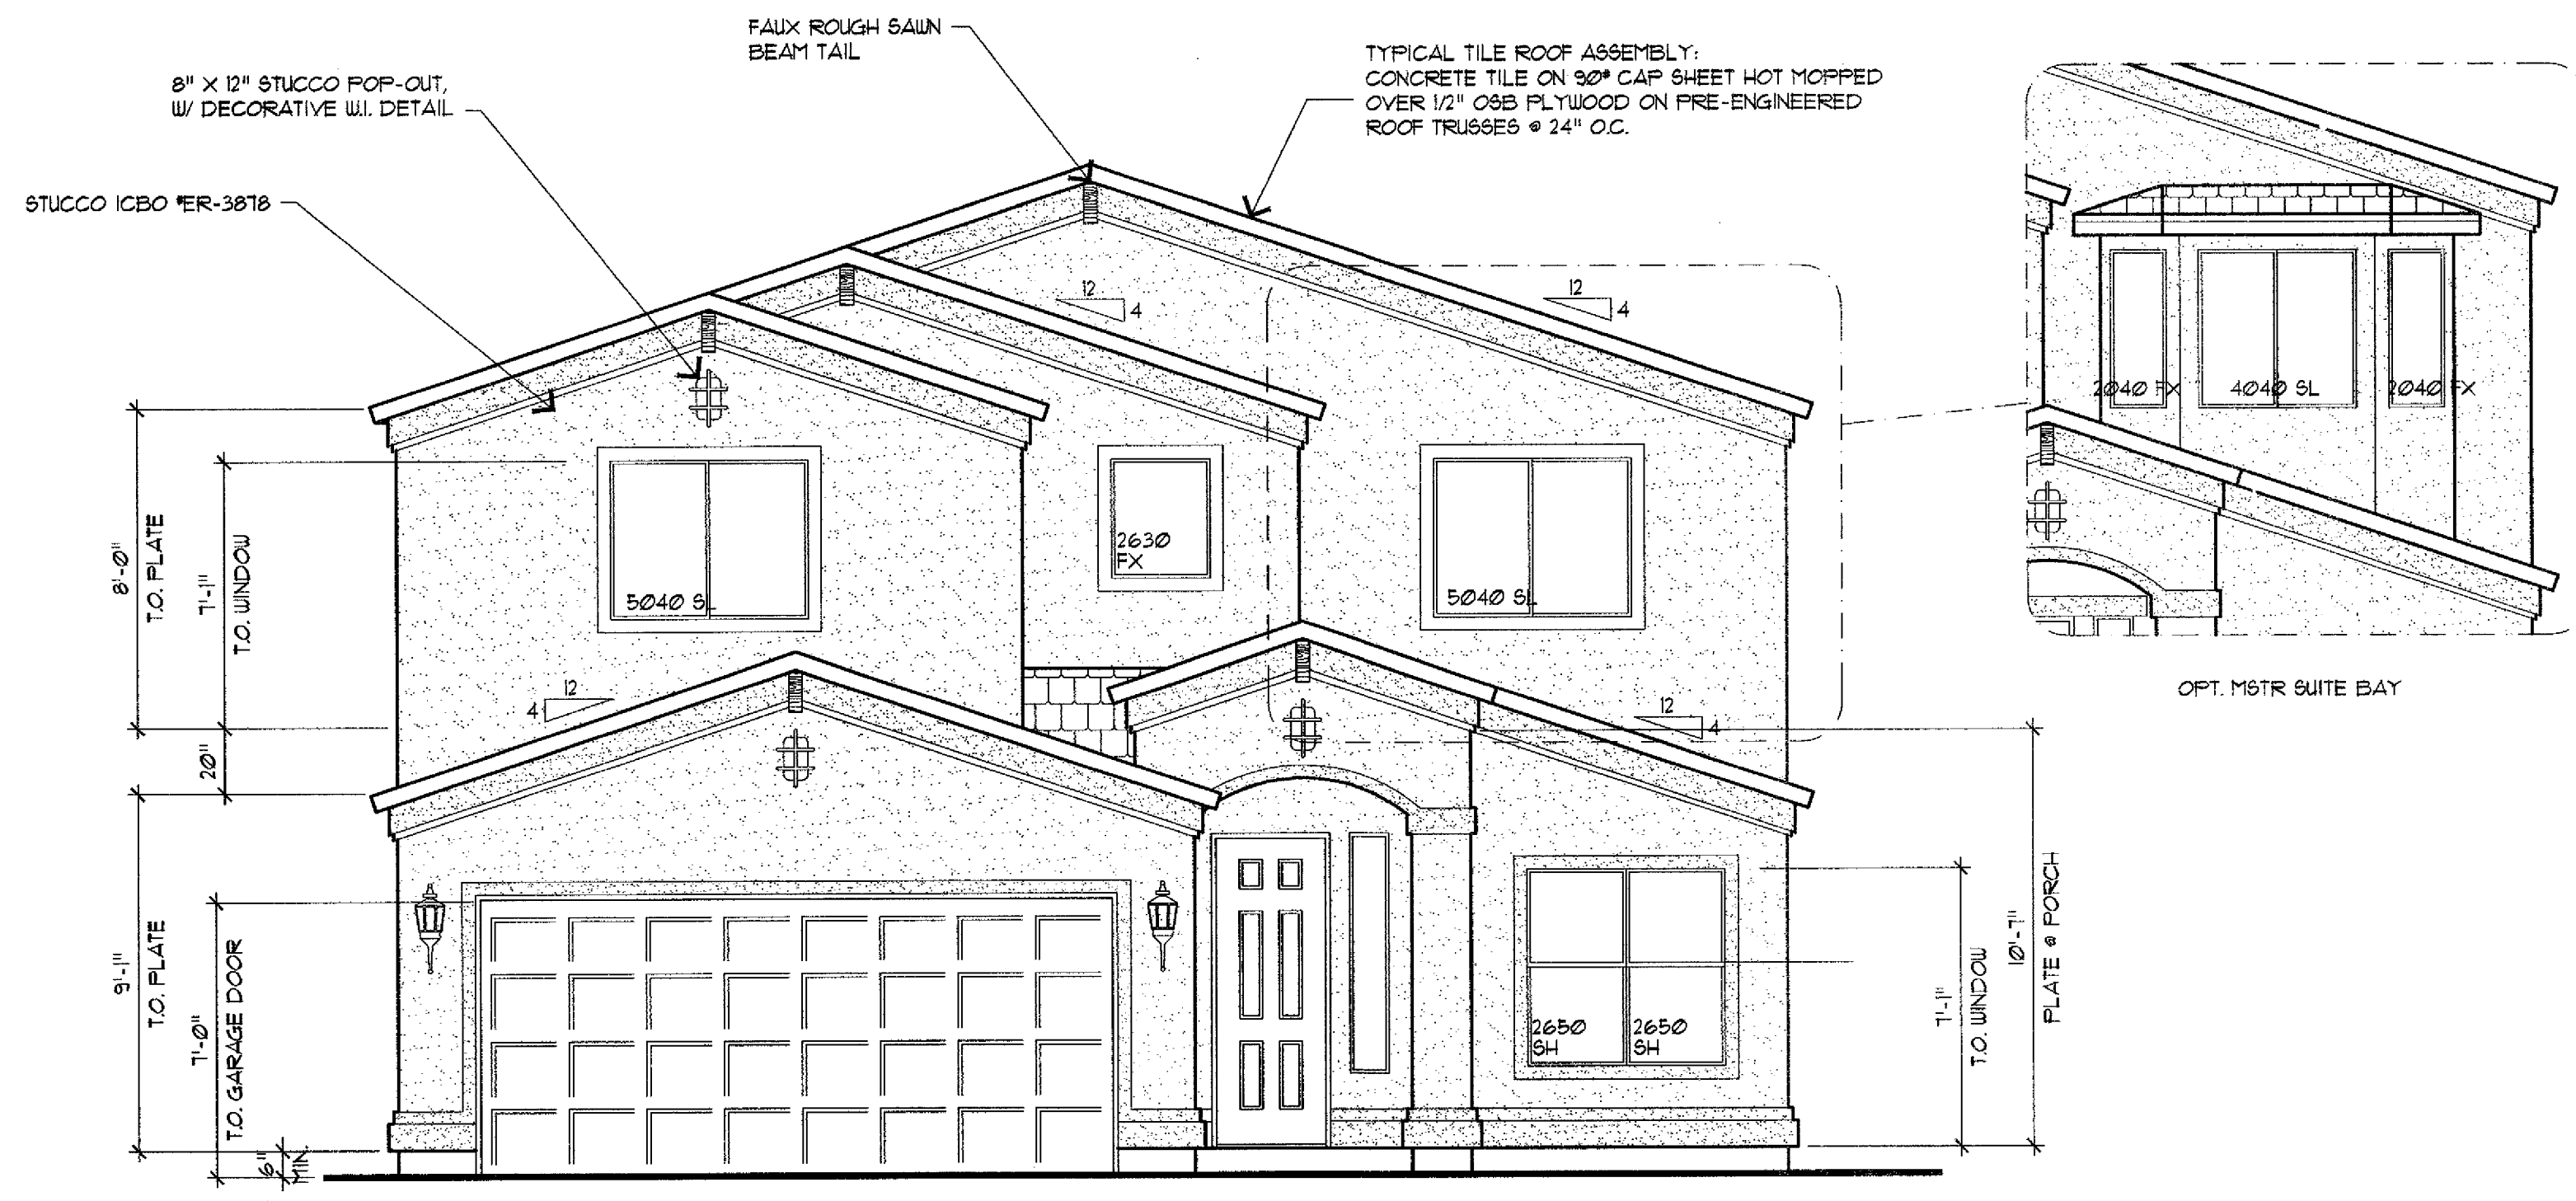 FAUX ROUGH SAWN
BEAM TAIL
8" X 12" STUCCO POP-OUT,
W/ DECORATIVE W.I. DETAIL
STUCCO ICBO #ER-3878
TYPICAL TILE ROOF ASSEMBLY:
CONCRETE TILE ON 90# CAP SHEET HOT MOPPED
OVER 1/2" OSB PLYWOOD ON PRE-ENGINEERED
ROOF TRUSSES @ 24" O.C.
12
4
12
4
2040 FX
4040 SL
2040 FX
OPT. MSTR SUITE BAY
8'-0"
T.O. PLATE
7'-1"
T.O. WINDOW
20"
5040 SL
2630
FX
5040 SL
12
4
12
4
9'-1"
T.O. PLATE
7'-0"
T.O. GARAGE DOOR
6"
MIN.
2650
SH
2650
SH
7'-1"
T.O. WINDOW
10'-7"
PLATE @ PORCH